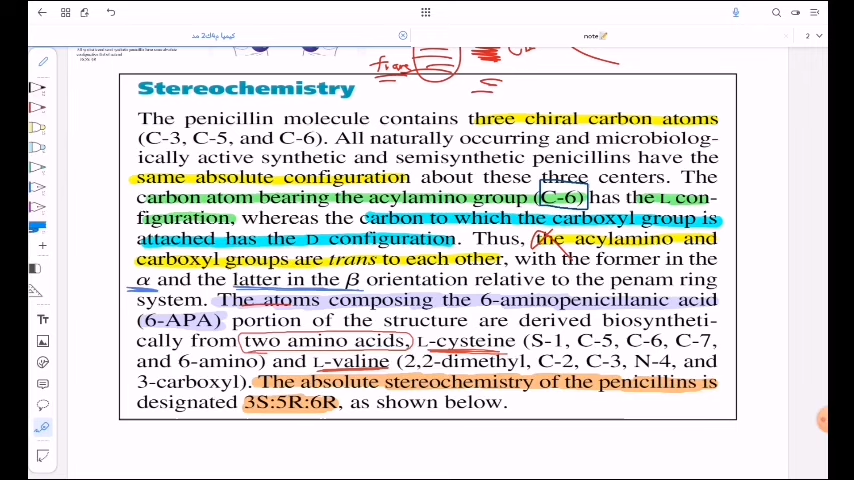 كيمياء م4ك2 مد
note
2
trans
Stereochemistry
The penicillin molecule contains three chiral carbon atoms
(C-3, C-5, and C-6). All naturally occurring and microbiolog-
ically active synthetic and semisynthetic penicillins have the
same absolute configuration about these three centers. The
carbon atom bearing the acylamino group (C-6) has the L con-
figuration, whereas the carbon to which the carboxyl group is
attached has the D configuration. Thus, the acylamino and
carboxyl groups are trans to each other, with the former in the
α and the latter in the β orientation relative to the penam ring
system. The atoms composing the 6-aminopenicillanic acid
(6-APA) portion of the structure are derived biosyntheti-
cally from two amino acids, L-cysteine (S-1, C-5, C-6, C-7,
and 6-amino) and L-valine (2,2-dimethyl, C-2, C-3, N-4, and
3-carboxyl). The absolute stereochemistry of the penicillins is
designated 3S:5R:6R, as shown below.
Tт